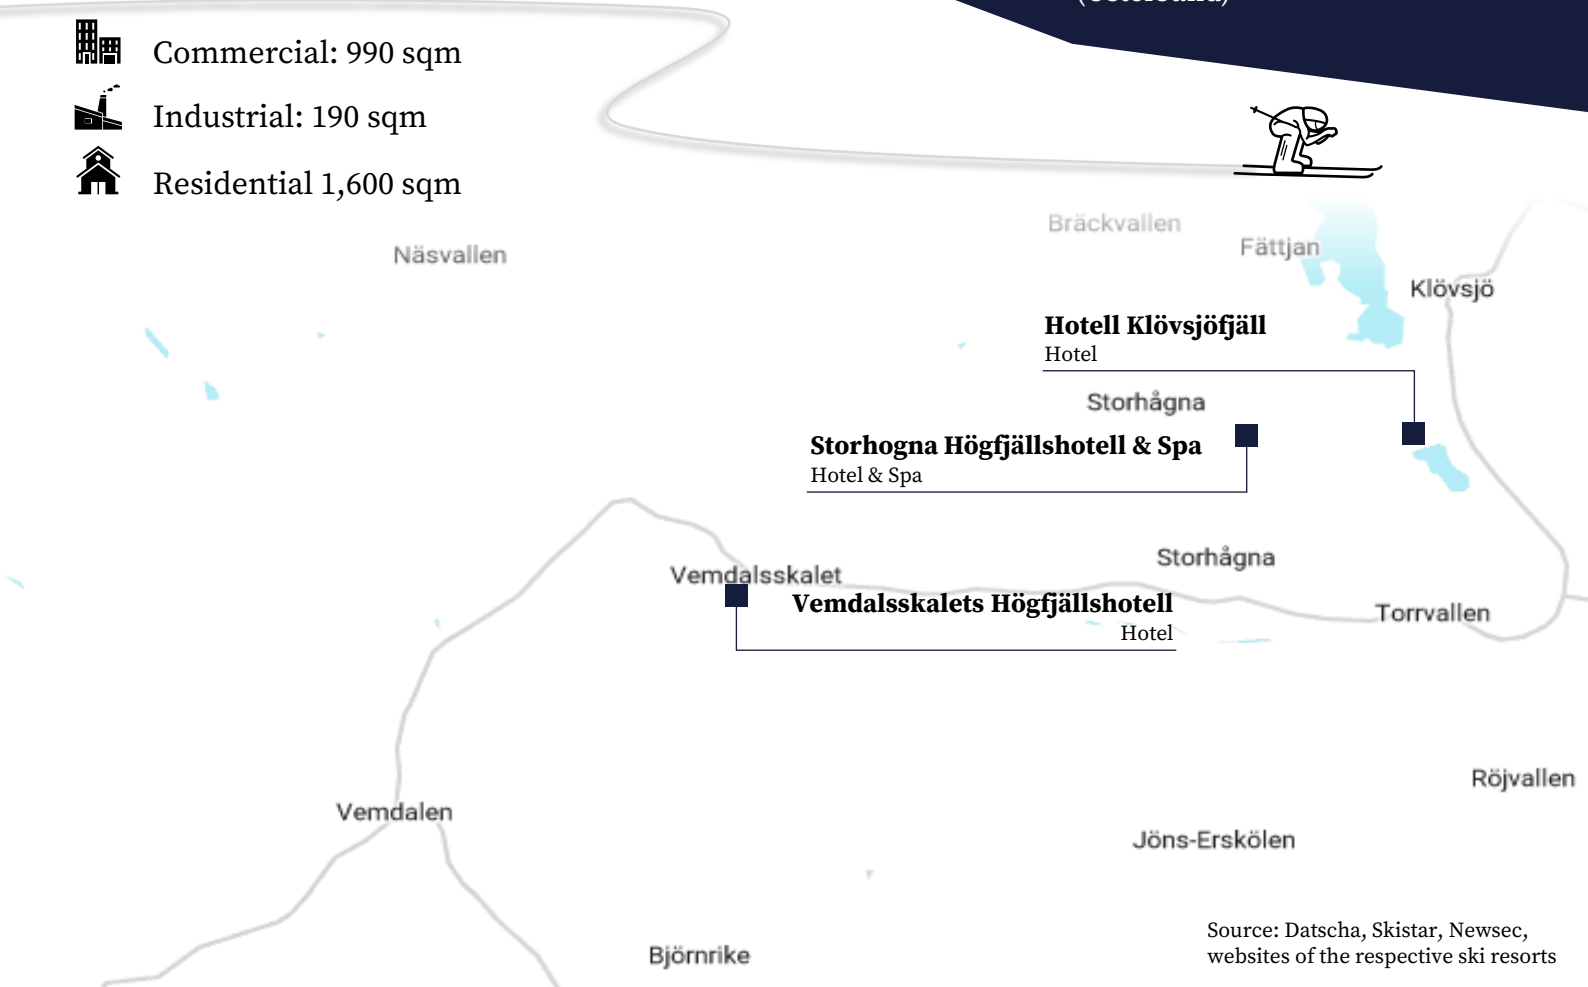 Commercial: 990 sqm
Industrial: 190 sqm
Residential 1,600 sqm
Bräckvallen
Fättjan
Näsvallen
Klövsjö
Hotell Klövsjöfjäll
Hotel
Storhågna
Storhogna Högfjällshotell & Spa
Hotel & Spa
Storhågna
Vemdalsskalet
Vemdalsskalets Högfjällshotell
Hotel
Torrvallen
Röjvallen
Vemdalen
Jöns-Erskölen
Björnrike
Source: Datscha, Skistar, Newsec,
websites of the respective ski resorts